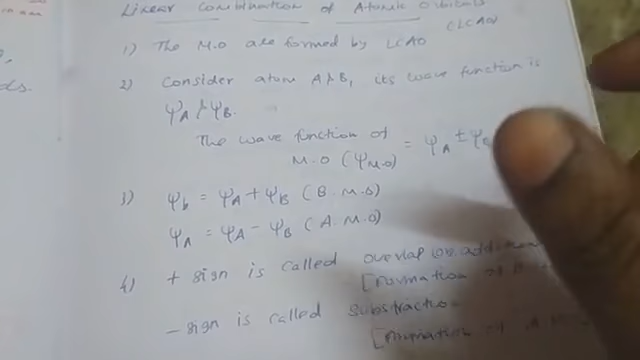 Linear Combination of Atomic Orbitals
(LCAO)
1) The M.O are formed by LCAO
2) Consider atom A & B, its wave function is
ψA & ψB.
The wave function of
M.O (ψM.O) = ψA ± ψB
3) ψb = ψA + ψB (B.M.O)
ψA = ψA - ψB (A.M.O)
4) + sign is called overlap (or) addition
[Formation of
- sign is called substraction
[Formation of